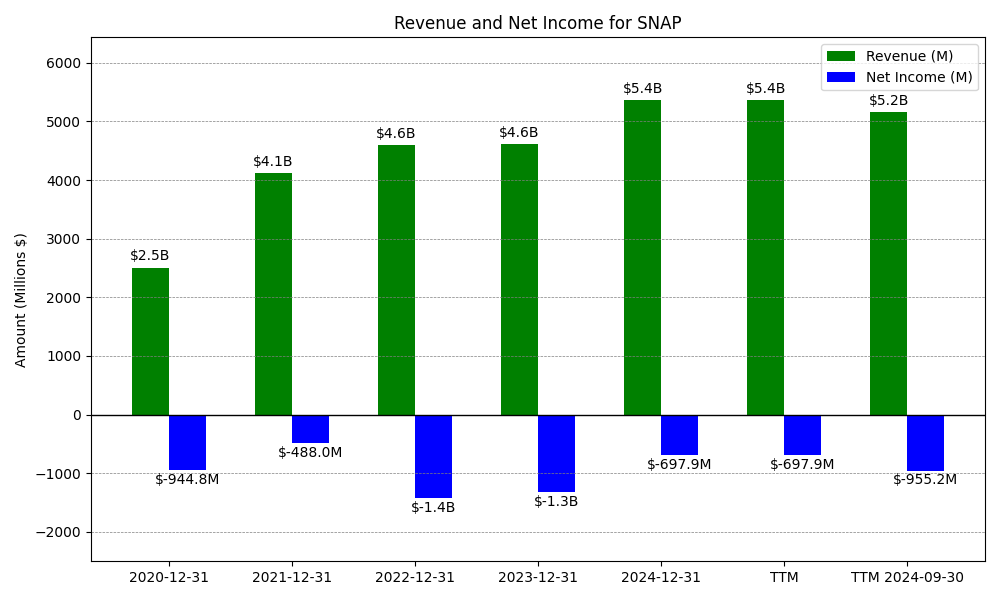 Revenue and Net Income for SNAP
Revenue (M)
Net Income (M)
Amount (Millions $)
6000
5000
4000
3000
2000
1000
0
−1000
−2000
$2.5B
$4.1B
$4.6B
$4.6B
$5.4B
$5.4B
$5.2B
$-944.8M
$-488.0M
$-1.4B
$-1.3B
$-697.9M
$-697.9M
$-955.2M
2020-12-31
2021-12-31
2022-12-31
2023-12-31
2024-12-31
TTM
TTM 2024-09-30